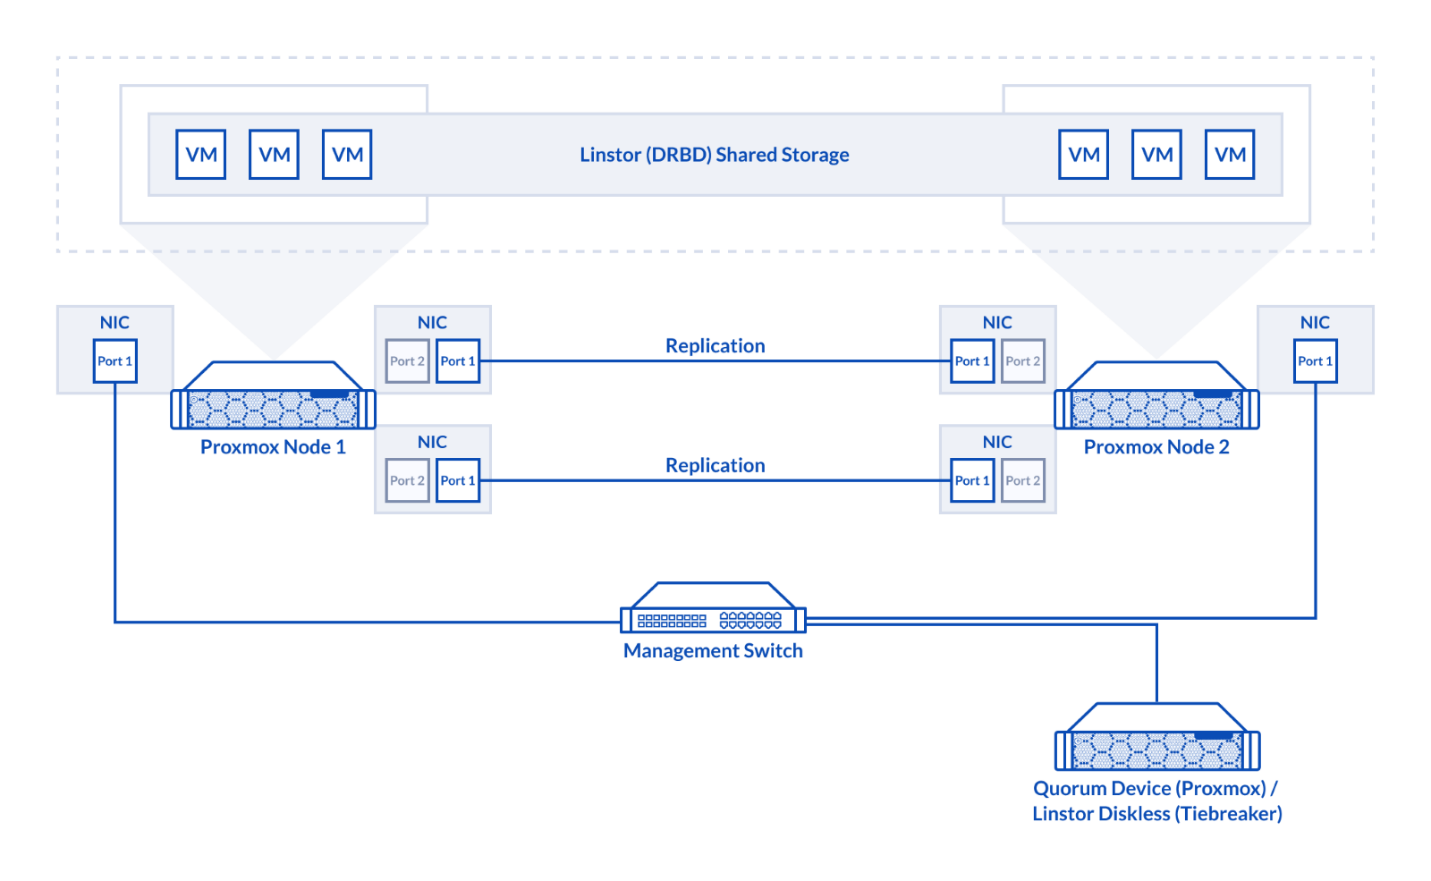 VM VM VM Linstor (DRBD) Shared Storage VM VM VM
NIC NIC NIC NIC
Replication
Port 1 Port 2 Port 1 Port 1 Port 2 Port 1
Proxmox Node 1 NIC NIC Proxmox Node 2
Replication
Port 2 Port 1 Port 1 Port 2
Management Switch
Quorum Device (Proxmox) /
Linstor Diskless (Tiebreaker)